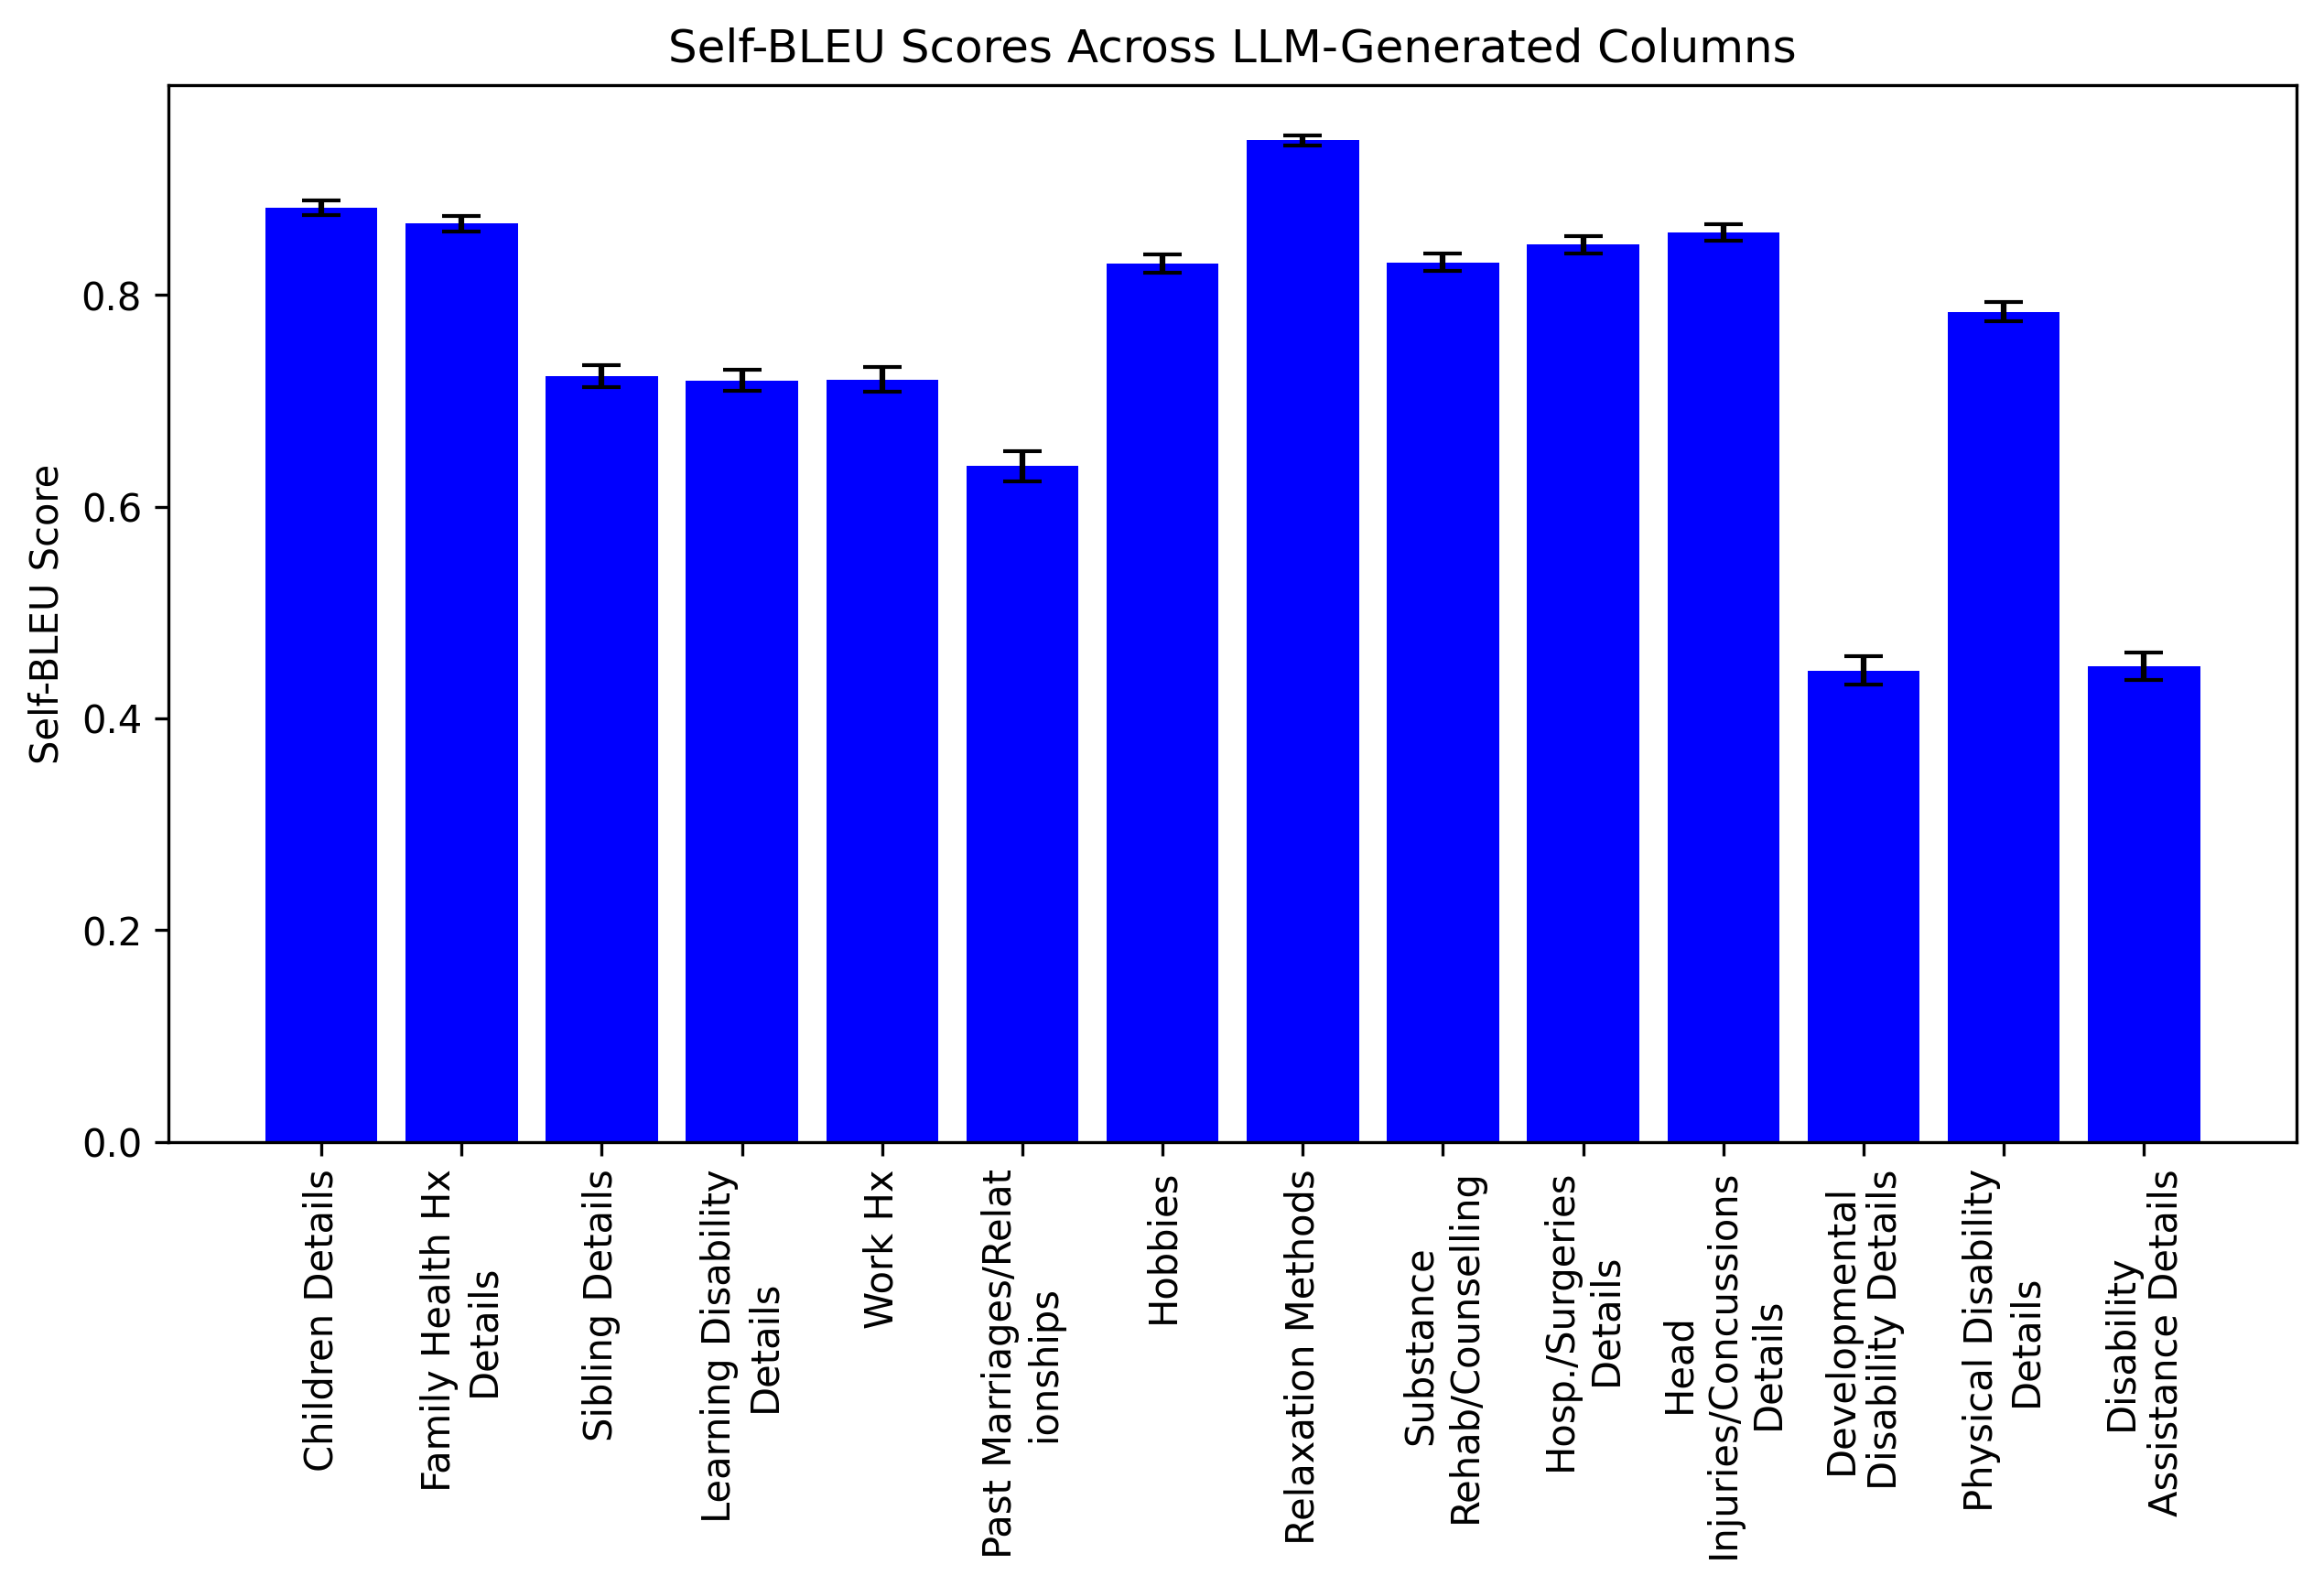 Self-BLEU Scores Across LLM-Generated Columns
Self-BLEU Score
0.8
0.6
0.4
0.2
0.0
Children Details
Family Health Hx
Details
Sibling Details
Learning Disability
Details
Work Hx
Past Marriages/Relat
ionships
Hobbies
Relaxation Methods
Substance
Rehab/Counselling
Hosp./Surgeries
Details
Head
Injuries/Concussions
Details
Developmental
Disability Details
Physical Disability
Details
Disability
Assistance Details